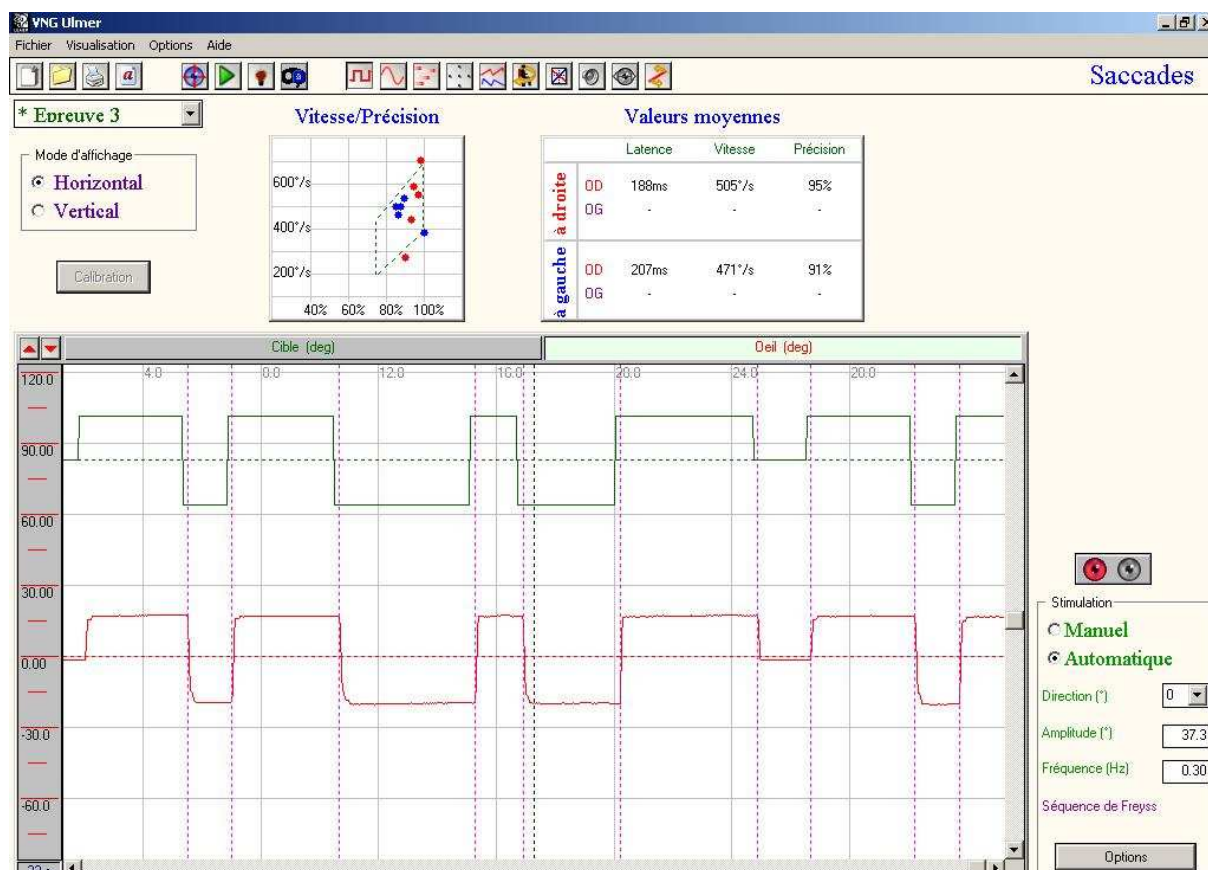 VNG Ulmer
Fichier Visualisation Options Aide
Saccades
* Epreuve 3
Mode d'affichage
Horizontal
Vertical
Calibration
Vitesse/Précision
600°/s
400°/s
200°/s
40% 60% 80% 100%
Valeurs moyennes
Latence Vitesse Précision
à droite
OD 188ms 505°/s 95%
OG - - -
à gauche
OD 207ms 471°/s 91%
OG - - -
Cible (deg)
Oeil (deg)
4.0 0.0 12.0 16.0 20.0 24.0 20.0
120.0
90.00
60.00
30.00
0.00
-30.0
-60.0
Stimulation
Manuel
Automatique
Direction (°) 0
Amplitude (°) 37.3
Fréquence (Hz) 0.30
Séquence de Freyss
Options